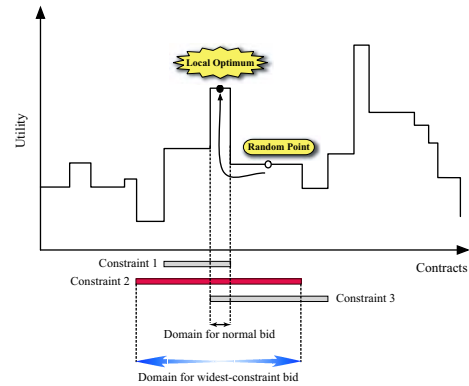 Local Optimum
Utility
Random Point
Constraint 1
Contracts
Constraint 2
Constraint 3
Domain for normal bid
Domain for widest-constraint bid